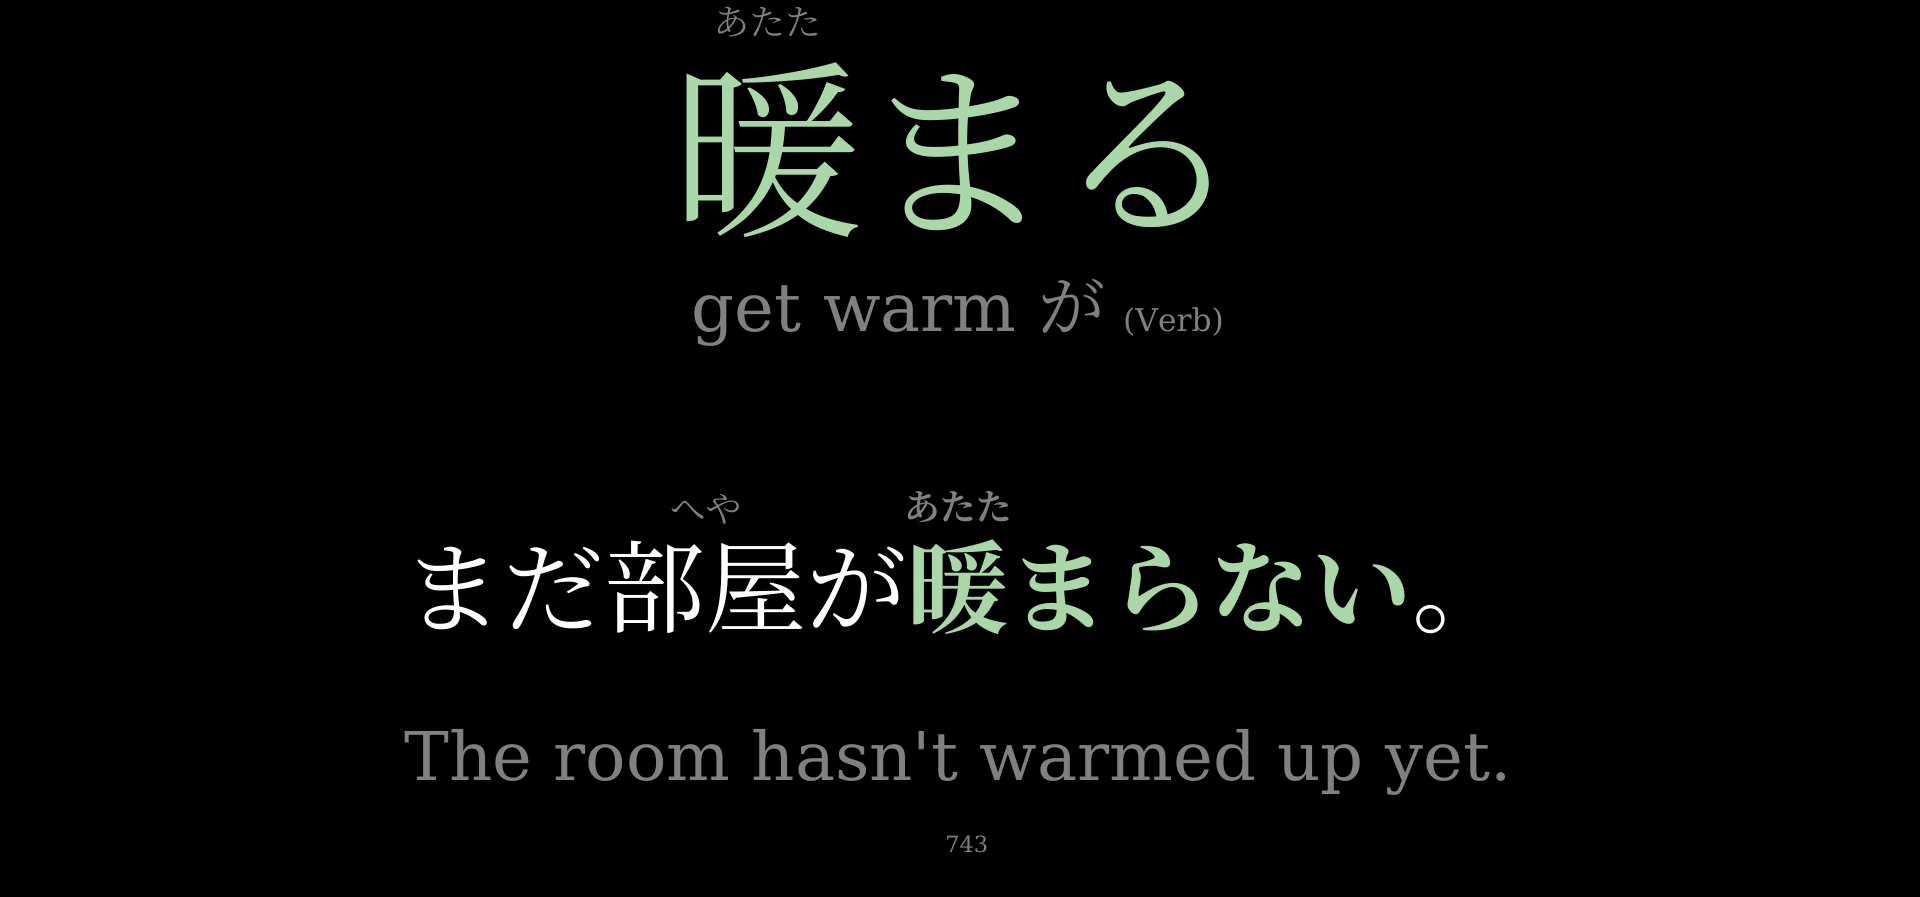 あたた
暖まる
get warm が (Verb)
へや あたた
まだ部屋が暖まらない。
The room hasn't warmed up yet.
743